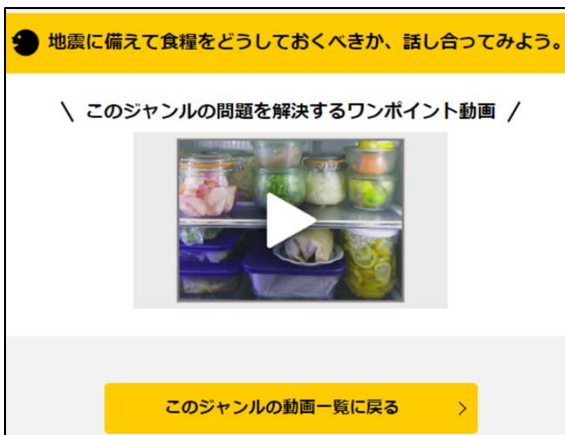 地震に備えて食糧をどうしておくべきか、話し合ってみよう。
\ このジャンルの問題を解決するワンポイント動画 /
このジャンルの動画一覧に戻る >